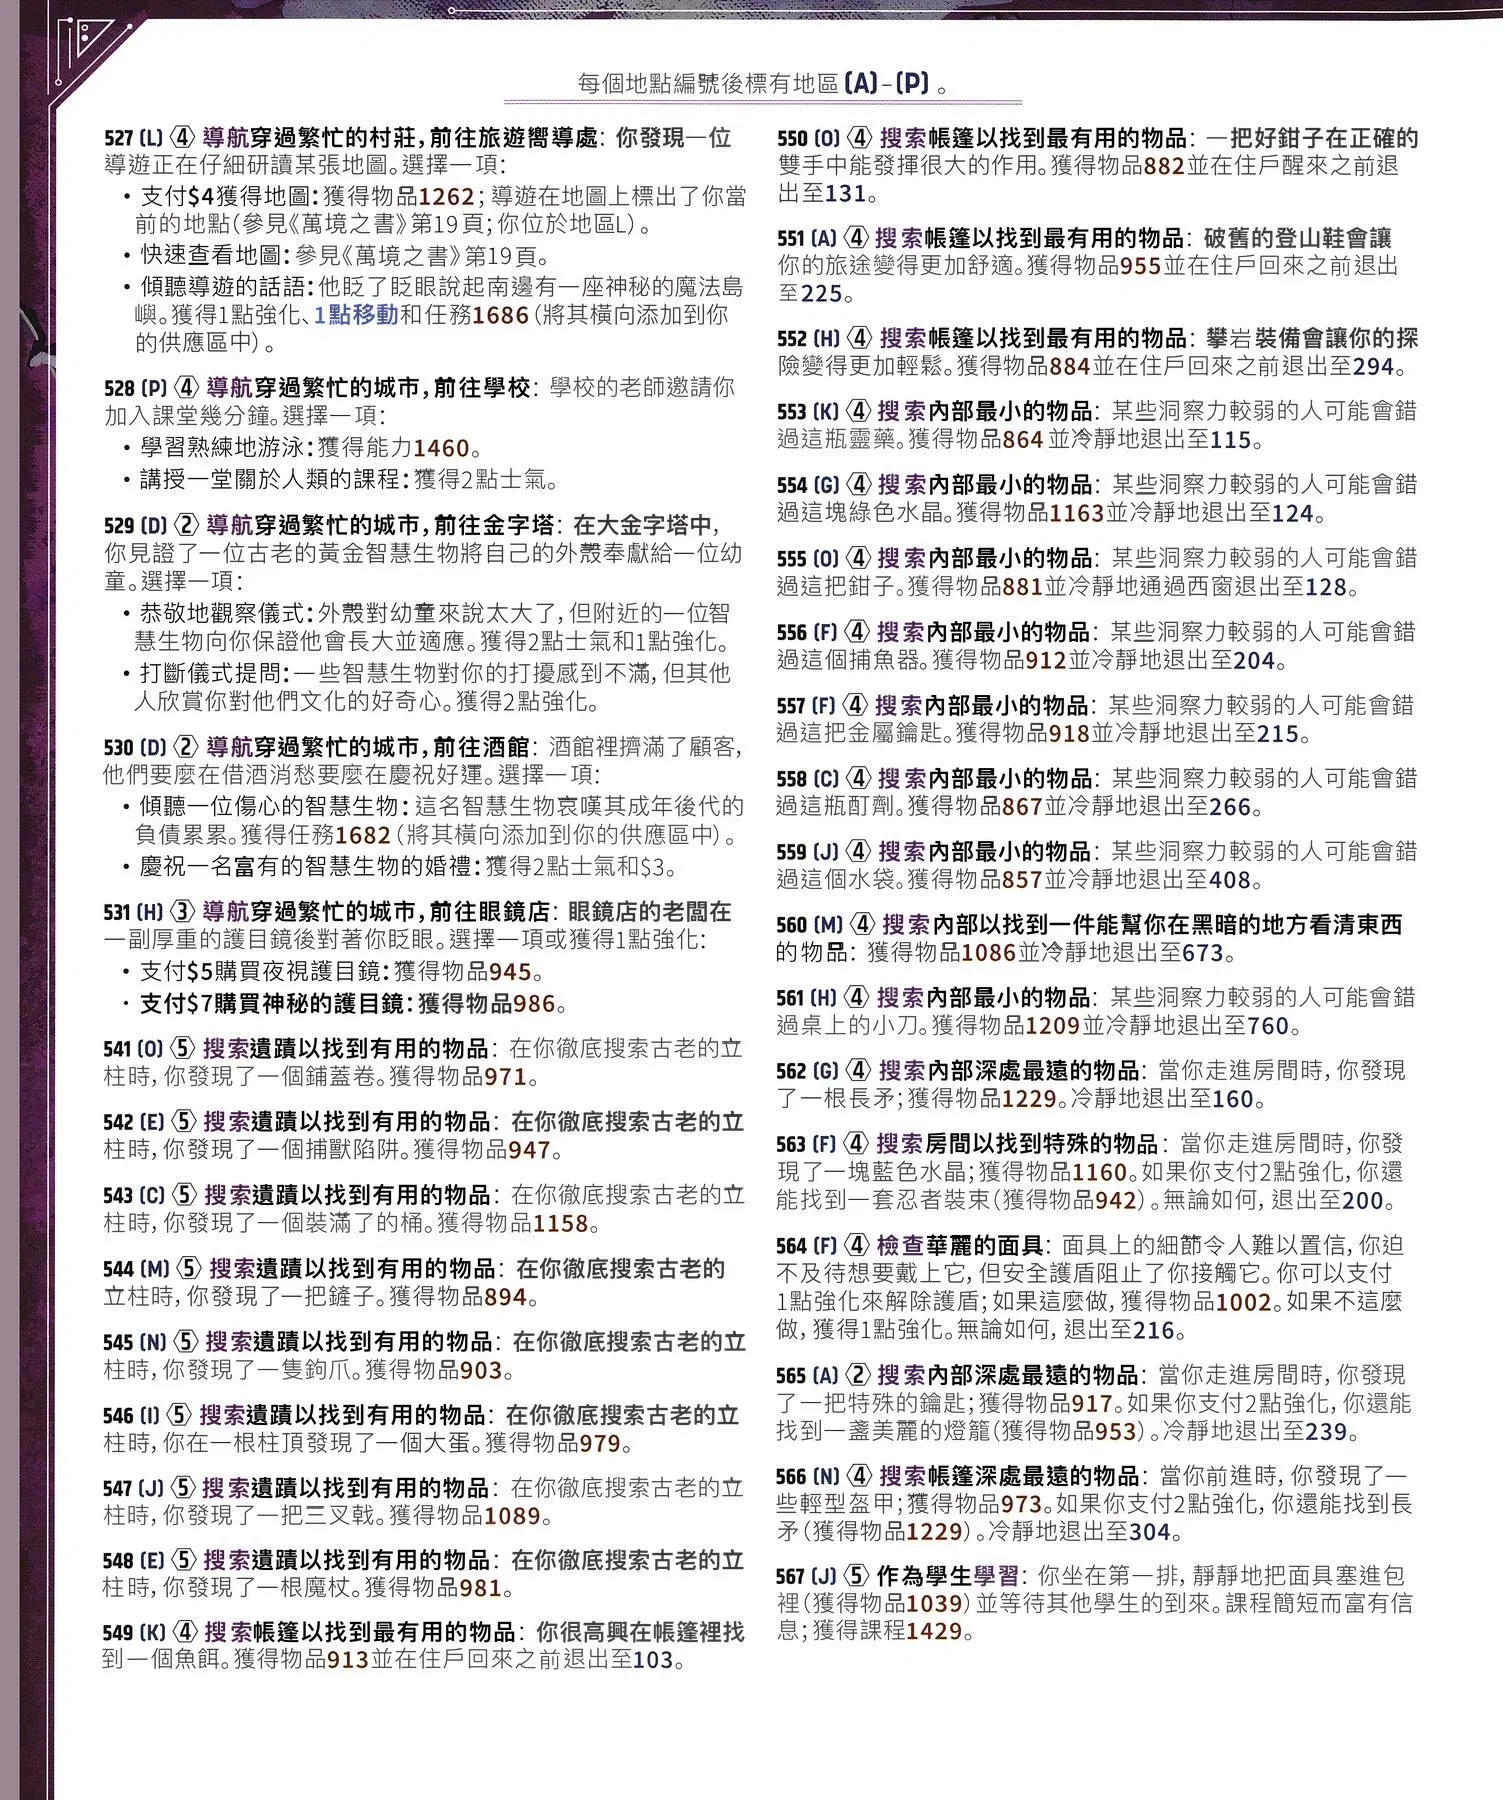 每個地點編號後標有地區(A)-(P)。
527 (L) 4 導航穿過繁忙的村莊，前往旅遊嚮導處：你發現一位
導遊正在仔細研讀某張地圖。選擇一項：
•支付$4獲得地圖：獲得物品1262；導遊在地圖上標出了你當
前的地點（參見《萬境之書》第19頁；你位於地區L）。
•快速查看地圖：參見《萬境之書》第19頁。
•傾聽導遊的話語：他眨了眨眼說起南邊有一座神秘的魔法島
嶼。獲得1點強化、1點移動和任務1686（將其橫向添加到你
的供應區中）。
528 (P) 4 導航穿過繁忙的城市，前往學校：學校的老師邀請你
加入課堂幾分鐘。選擇一項：
•學習熟練地游泳：獲得能力1460。
•講授一堂關於人類的課程：獲得2點士氣。
529 (D) 2 導航穿過繁忙的城市，前往金字塔：在大金字塔中，
你見證了一位古老的黃金智慧生物將自己的外殼奉獻給一位幼
童。選擇一項：
•恭敬地觀察儀式：外殼對幼童來說太大了，但附近的一位智
慧生物向你保證他會長大並適應。獲得2點士氣和1點強化。
•打斷儀式提問：一些智慧生物對你的打擾感到不滿，但其他
人欣賞你對他們文化的好奇心。獲得2點強化。
530 (D) 2 導航穿過繁忙的城市，前往酒館：酒館裡擠滿了顧客，
他們要麼在借酒消愁要麼在慶祝好運。選擇一項：
•傾聽一位傷心的智慧生物：這名智慧生物哀嘆其成年後代的
負債累累。獲得任務1682（將其橫向添加到你的供應區中）。
•慶祝一名富有的智慧生物的婚禮：獲得2點士氣和$3。
531 (H) 3 導航穿過繁忙的城市，前往眼鏡店：眼鏡店的老闆在
一副厚重的護目鏡後對著你眨眼。選擇一項或獲得1點強化：
•支付$5購買夜視護目鏡：獲得物品945。
•支付$7購買神秘的護目鏡：獲得物品986。
541 (O) 5 搜索遺蹟以找到有用的物品：在你徹底搜索古老的立
柱時，你發現了一個鋪蓋卷。獲得物品971。
542 (E) 5 搜索遺蹟以找到有用的物品：在你徹底搜索古老的立
柱時，你發現了一個捕獸陷阱。獲得物品947。
543 (C) 5 搜索遺蹟以找到有用的物品：在你徹底搜索古老的立
柱時，你發現了一個裝滿了的桶。獲得物品1158。
544 (M) 5 搜索遺蹟以找到有用的物品：在你徹底搜索古老的
立柱時，你發現了一把鏟子。獲得物品894。
545 (N) 5 搜索遺蹟以找到有用的物品：在你徹底搜索古老的立
柱時，你發現了一隻鉤爪。獲得物品903。
546 (I) 5 搜索遺蹟以找到有用的物品：在你徹底搜索古老的立
柱時，你在一根柱頂發現了一個大蛋。獲得物品979。
547 (J) 5 搜索遺蹟以找到有用的物品：在你徹底搜索古老的立
柱時，你發現了一把三叉戟。獲得物品1089。
548 (E) 5 搜索遺蹟以找到有用的物品：在你徹底搜索古老的立
柱時，你發現了一根魔杖。獲得物品981。
549 (K) 4 搜索帳篷以找到最有用的物品：你很高興在帳篷裡找
到一個魚餌。獲得物品913並在住戶回來之前退出至103。
550 (O) 4 搜索帳篷以找到最有用的物品：一把好鉗子在正確的
雙手中能發揮很大的作用。獲得物品882並在住戶醒來之前退
出至131。
551 (A) 4 搜索帳篷以找到最有用的物品：破舊的登山鞋會讓
你的旅途變得更加舒適。獲得物品955並在住戶回來之前退出
至225。
552 (H) 4 搜索帳篷以找到最有用的物品：攀岩裝備會讓你的探
險變得更加輕鬆。獲得物品884並在住戶回來之前退出至294。
553 (K) 4 搜索內部最小的物品：某些洞察力較弱的人可能會錯
過這瓶靈藥。獲得物品864並冷靜地退出至115。
554 (G) 4 搜索內部最小的物品：某些洞察力較弱的人可能會錯
過這塊綠色水晶。獲得物品1163並冷靜地退出至124。
555 (O) 4 搜索內部最小的物品：某些洞察力較弱的人可能會錯
過這把鉗子。獲得物品881並冷靜地通過西窗退出至128。
556 (F) 4 搜索內部最小的物品：某些洞察力較弱的人可能會錯
過這個捕魚器。獲得物品912並冷靜地退出至204。
557 (F) 4 搜索內部最小的物品：某些洞察力較弱的人可能會錯
過這把金屬鑰匙。獲得物品918並冷靜地退出至215。
558 (C) 4 搜索內部最小的物品：某些洞察力較弱的人可能會錯
過這瓶酊劑。獲得物品867並冷靜地退出至266。
559 (J) 4 搜索內部最小的物品：某些洞察力較弱的人可能會錯
過這個水袋。獲得物品857並冷靜地退出至408。
560 (M) 4 搜索內部以找到一件能幫你在黑暗的地方看清東西
的物品：獲得物品1086並冷靜地退出至673。
561 (H) 4 搜索內部最小的物品：某些洞察力較弱的人可能會錯
過桌上的小刀。獲得物品1209並冷靜地退出至760。
562 (G) 4 搜索內部深處最遠的物品：當你走進房間時，你發現
了一根長矛；獲得物品1229。冷靜地退出至160。
563 (F) 4 搜索房間以找到特殊的物品：當你走進房間時，你發
現了一塊藍色水晶；獲得物品1160。如果你支付2點強化，你還
能找到一套忍者裝束（獲得物品942）。無論如何，退出至200。
564 (F) 4 檢查華麗的面具：面具上的細節令人難以置信，你迫
不及待想要戴上它，但安全護盾阻止了你接觸它。你可以支付
1點強化來解除護盾；如果這麼做，獲得物品1002。如果不這麼
做，獲得1點強化。無論如何，退出至216。
565 (A) 2 搜索內部深處最遠的物品：當你走進房間時，你發現
了一把特殊的鑰匙；獲得物品917。如果你支付2點強化，你還能
找到一盞美麗的燈籠（獲得物品953）。冷靜地退出至239。
566 (N) 4 搜索帳篷深處最遠的物品：當你前進時，你發現了一
些輕型盔甲；獲得物品973。如果你支付2點強化，你還能找到長
矛（獲得物品1229）。冷靜地退出至304。
567 (J) 5 作為學生學習：你坐在第一排，靜靜地把面具塞進包
裡（獲得物品1039）並等待其他學生的到來。課程簡短而富有信
息；獲得課程1429。